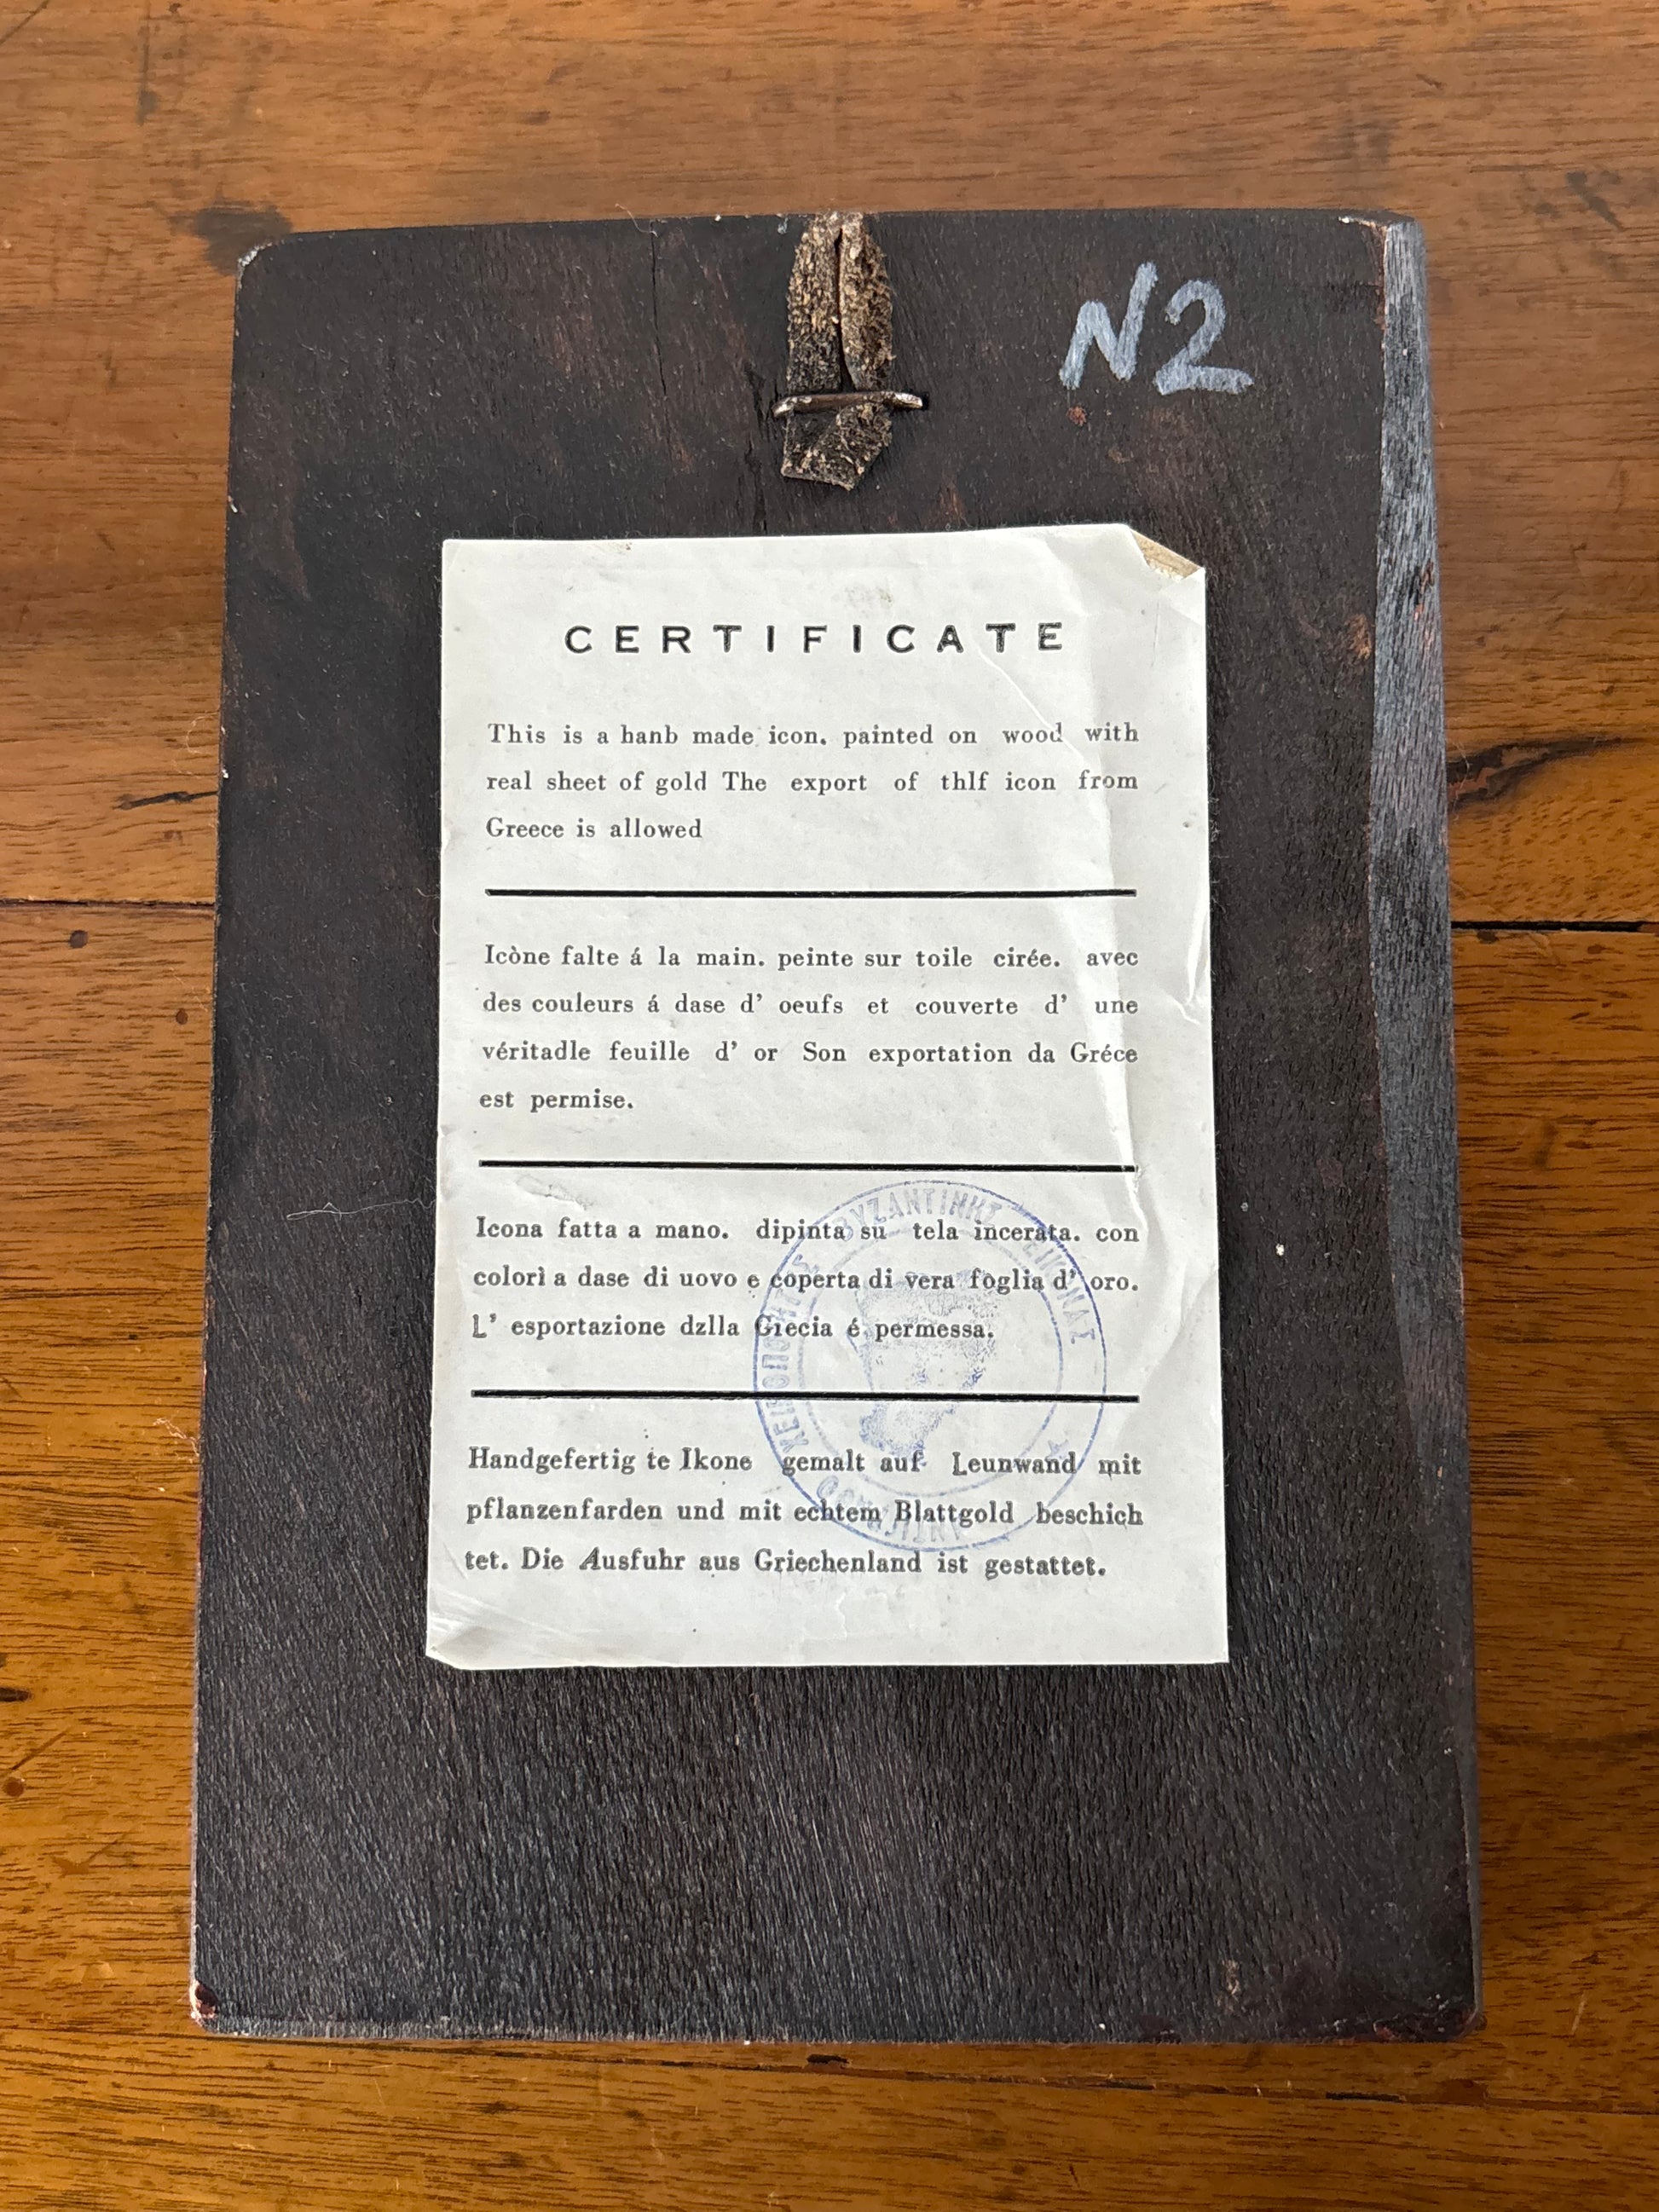 N2
CERTIFICATE
This is a hanb made icon. painted on wood with
real sheet of gold The export of thlf icon from
Greece is allowed
Icòne falte á la main. peinte sur toile cirée. avec
des couleurs á dase d' oeufs et couverte d' une
véritadle feuille d' or Son exportation da Gréce
est permise.
Icona fatta a mano. dipinta su tela incerata. con
colorì a dase di uovo e coperta di vera foglia d' oro.
L' esportazione dzlla Grecia é permessa.
Handgefertig te Ikone gemalt auf Leunwand mit
pflanzenfarden und mit echtem Blattgold beschich
tet. Die Ausfuhr aus Griechenland ist gestattet.
ΒΥΖΑΝΤΙΝΗΣ ΕΙΚΟΝΑΣ